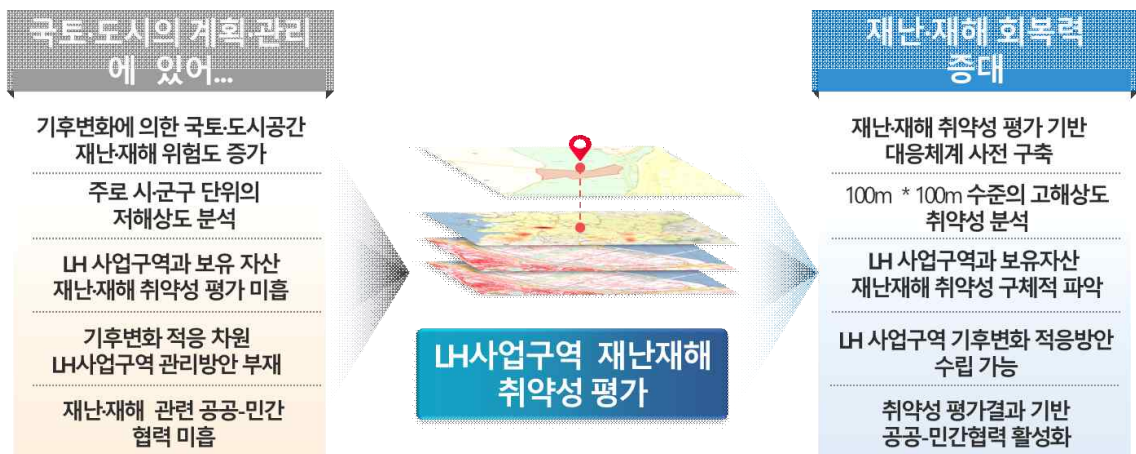 국토·도시의 계획·관리
에 있어...
기후변화에 의한 국토·도시공간
재난·재해 위험도 증가
주로 시·군구 단위의
저해상도 분석
LH 사업구역과 보유 자산
재난·재해 취약성 평가 미흡
기후변화 적응 차원
LH사업구역 관리방안 부재
재난·재해 관련 공공-민간
협력 미흡
LH사업구역 재난재해
취약성 평가
재난·재해 회복력
증대
재난·재해 취약성 평가 기반
대응체계 사전 구축
100m * 100m 수준의 고해상도
취약성 분석
LH 사업구역과 보유자산
재난재해 취약성 구체적 파악
LH 사업구역 기후변화 적응방안
수립 가능
취약성 평가결과 기반
공공-민간협력 활성화